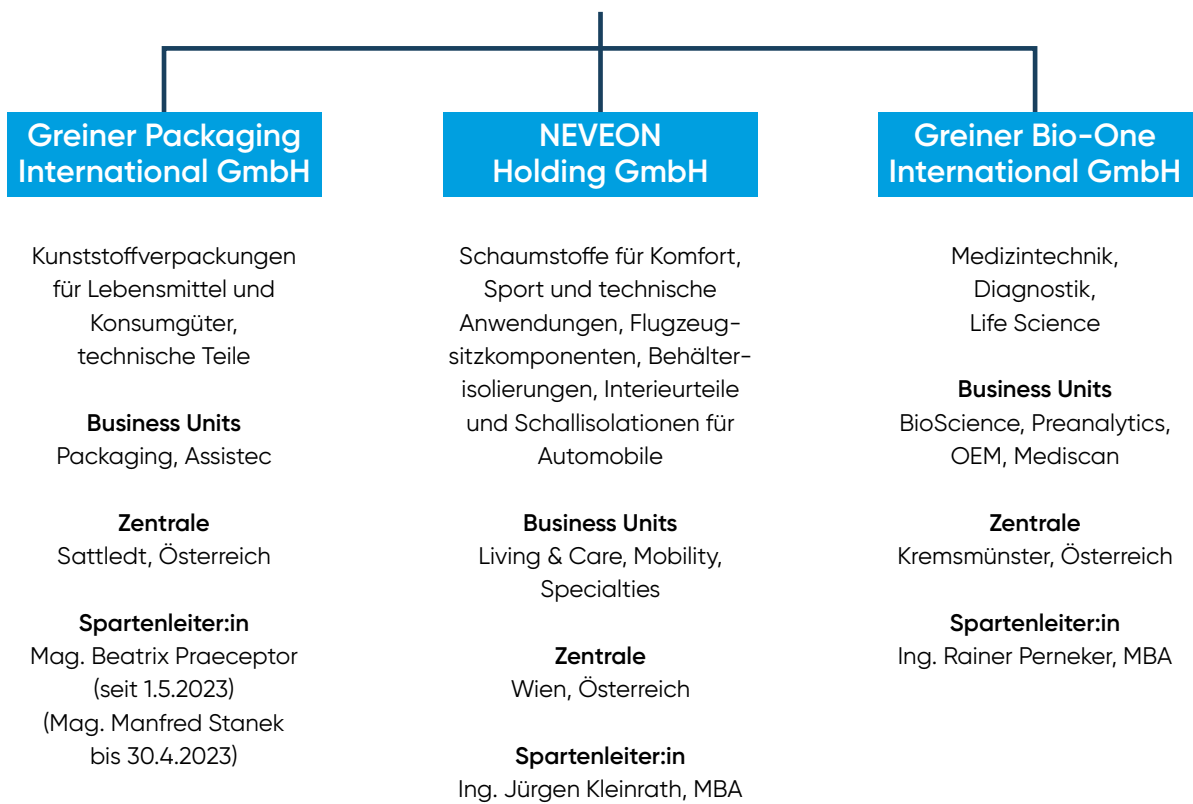 Greiner Packaging
International GmbH
Kunststoffverpackungen
für Lebensmittel und
Konsumgüter,
technische Teile
Business Units
Packaging, Assistec
Zentrale
Sattledt, Österreich
Spartenleiter:in
Mag. Beatrix Praeceptor
(seit 1.5.2023)
(Mag. Manfred Stanek
bis 30.4.2023)
NEVEON
Holding GmbH
Schaumstoffe für Komfort,
Sport und technische
Anwendungen, Flugzeug-
sitzkomponenten, Behälter-
isolierungen, Interieurteile
und Schallisolationen für
Automobile
Business Units
Living & Care, Mobility,
Specialties
Zentrale
Wien, Österreich
Spartenleiter:in
Ing. Jürgen Kleinrath, MBA
Greiner Bio-One
International GmbH
Medizintechnik,
Diagnostik,
Life Science
Business Units
BioScience, Preanalytics,
OEM, Mediscan
Zentrale
Kremsmünster, Österreich
Spartenleiter:in
Ing. Rainer Perneker, MBA